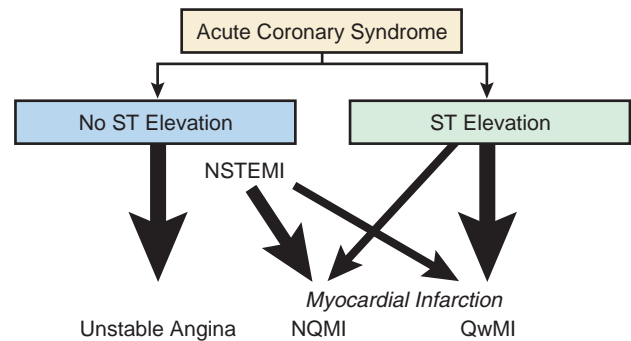 Acute Coronary Syndrome
No ST Elevation
ST Elevation
NSTEMI
Myocardial Infarction
Unstable Angina
NQMI
QwMI